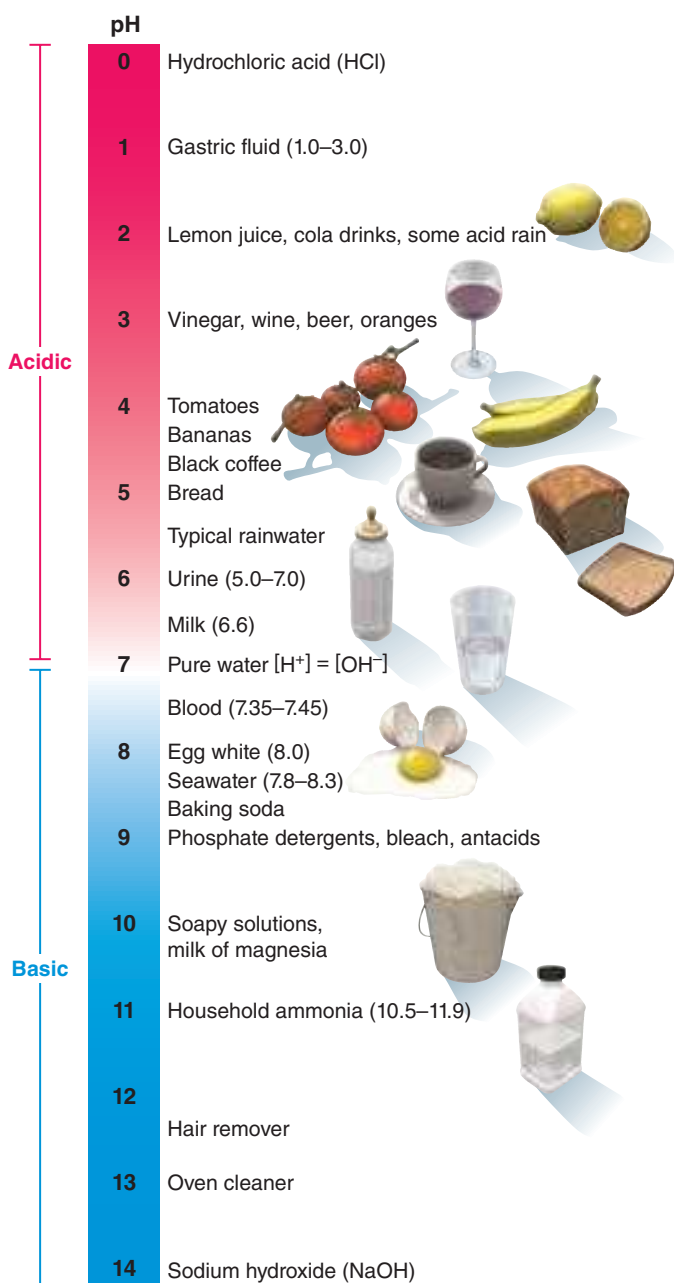 pH
0 Hydrochloric acid (HCl)
1 Gastric fluid (1.0–3.0)
2 Lemon juice, cola drinks, some acid rain
3 Vinegar, wine, beer, oranges
Acidic
4 Tomatoes
Bananas
Black coffee
5 Bread
Typical rainwater
6 Urine (5.0–7.0)
Milk (6.6)
7 Pure water [H⁺] = [OH⁻]
Blood (7.35–7.45)
8 Egg white (8.0)
Seawater (7.8–8.3)
Baking soda
9 Phosphate detergents, bleach, antacids
10 Soapy solutions,
milk of magnesia
Basic
11 Household ammonia (10.5–11.9)
12
Hair remover
13 Oven cleaner
14 Sodium hydroxide (NaOH)